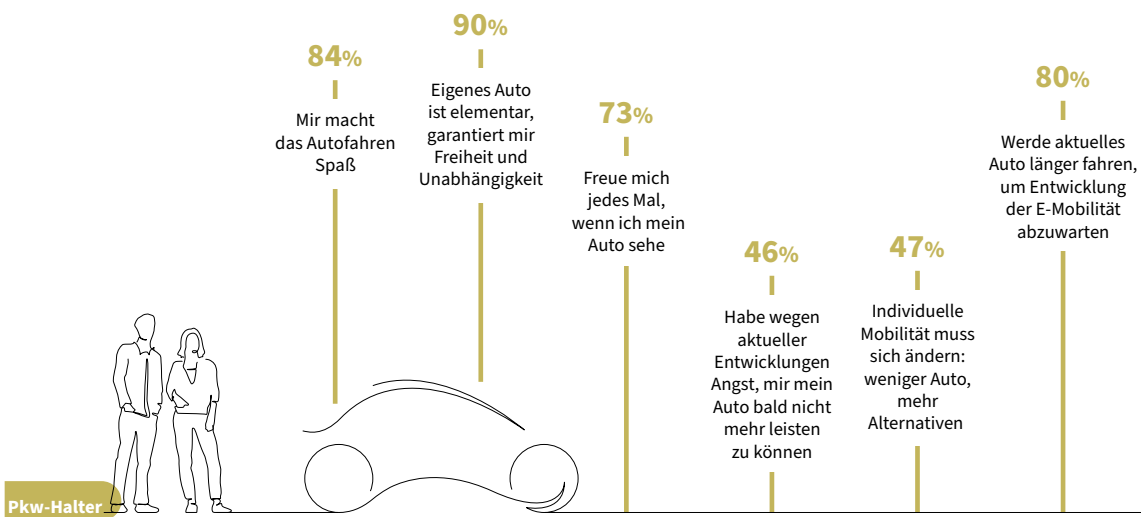 84%
Mir macht
das Autofahren
Spaß
90%
Eigenes Auto
ist elementar,
garantiert mir
Freiheit und
Unabhängigkeit
73%
Freue mich
jedes Mal,
wenn ich mein
Auto sehe
46%
Habe wegen
aktueller
Entwicklungen
Angst, mir mein
Auto bald nicht
mehr leisten
zu können
47%
Individuelle
Mobilität muss
sich ändern:
weniger Auto,
mehr
Alternativen
80%
Werde aktuelles
Auto länger fahren,
um Entwicklung
der E-Mobilität
abzuwarten
Pkw-Halter